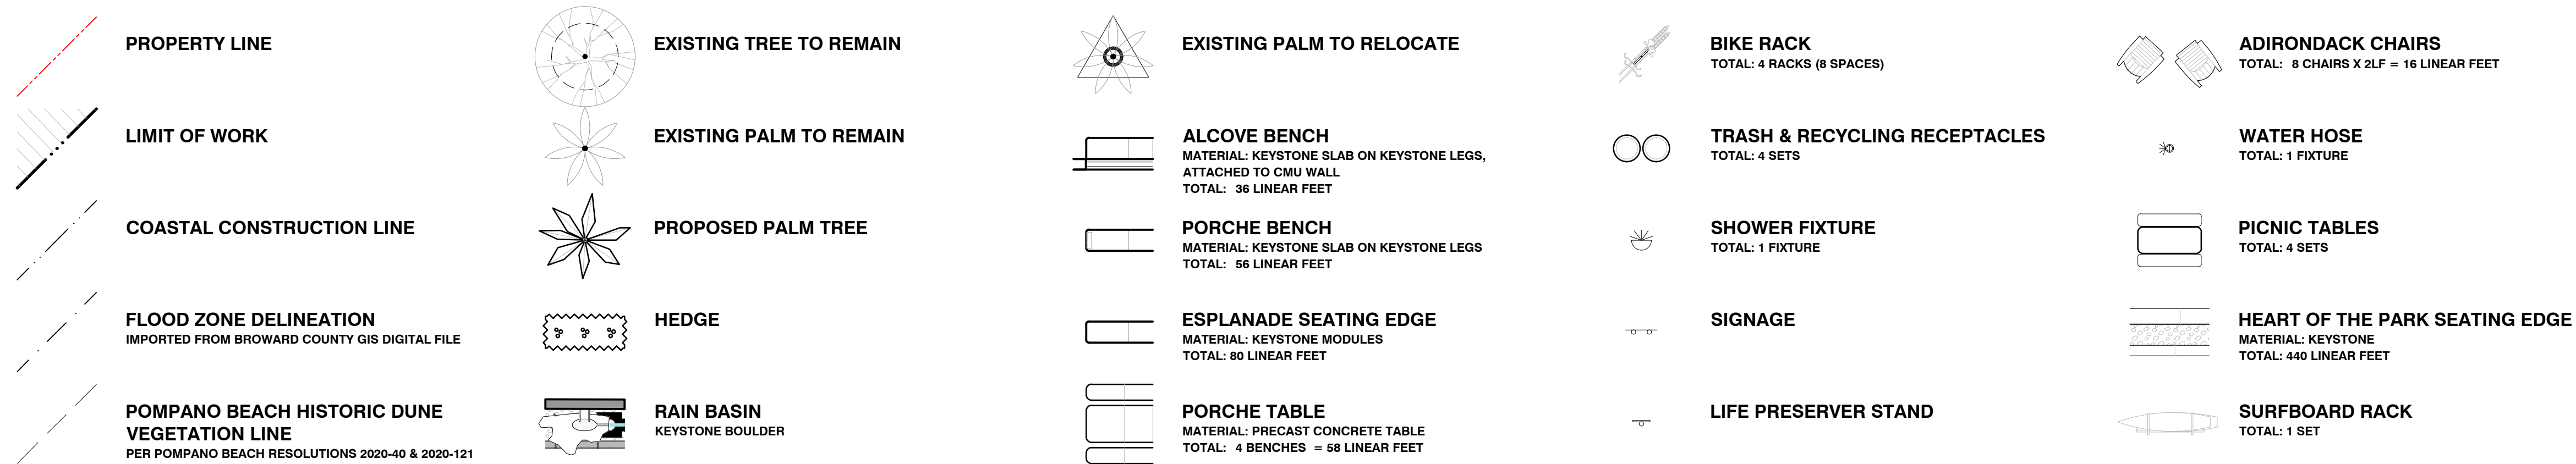 PROPERTY LINE
LIMIT OF WORK
COASTAL CONSTRUCTION LINE
FLOOD ZONE DELINEATION
IMPORTED FROM BROWARD COUNTY GIS DIGITAL FILE
POMPANO BEACH HISTORIC DUNE
VEGETATION LINE
PER POMPANO BEACH RESOLUTIONS 2020-40 & 2020-121
EXISTING TREE TO REMAIN
EXISTING PALM TO REMAIN
PROPOSED PALM TREE
HEDGE
RAIN BASIN
KEYSTONE BOULDER
EXISTING PALM TO RELOCATE
ALCOVE BENCH
MATERIAL: KEYSTONE SLAB ON KEYSTONE LEGS,
ATTACHED TO CMU WALL
TOTAL: 36 LINEAR FEET
PORCHE BENCH
MATERIAL: KEYSTONE SLAB ON KEYSTONE LEGS
TOTAL: 56 LINEAR FEET
ESPLANADE SEATING EDGE
MATERIAL: KEYSTONE MODULES
TOTAL: 80 LINEAR FEET
PORCHE TABLE
MATERIAL: PRECAST CONCRETE TABLE
TOTAL: 4 BENCHES = 58 LINEAR FEET
BIKE RACK
TOTAL: 4 RACKS (8 SPACES)
TRASH & RECYCLING RECEPTACLES
TOTAL: 4 SETS
SHOWER FIXTURE
TOTAL: 1 FIXTURE
SIGNAGE
LIFE PRESERVER STAND
ADIRONDACK CHAIRS
TOTAL: 8 CHAIRS X 2LF = 16 LINEAR FEET
WATER HOSE
TOTAL: 1 FIXTURE
PICNIC TABLES
TOTAL: 4 SETS
HEART OF THE PARK SEATING EDGE
MATERIAL: KEYSTONE
TOTAL: 440 LINEAR FEET
SURFBOARD RACK
TOTAL: 1 SET